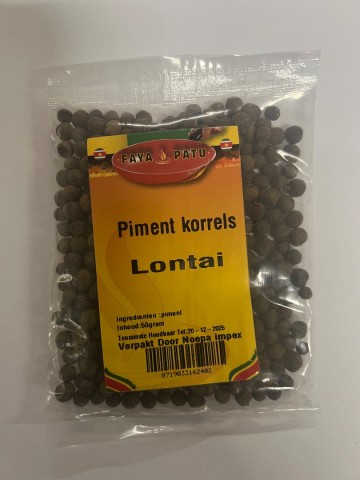 FAYA PATU
Piment korrels
Lontai
Ingredienten :piment
Inhoud:50gram
Tenminste Houdbaar Tot:20-12-2025
Verpakt Door Noepa impex
8719033162402